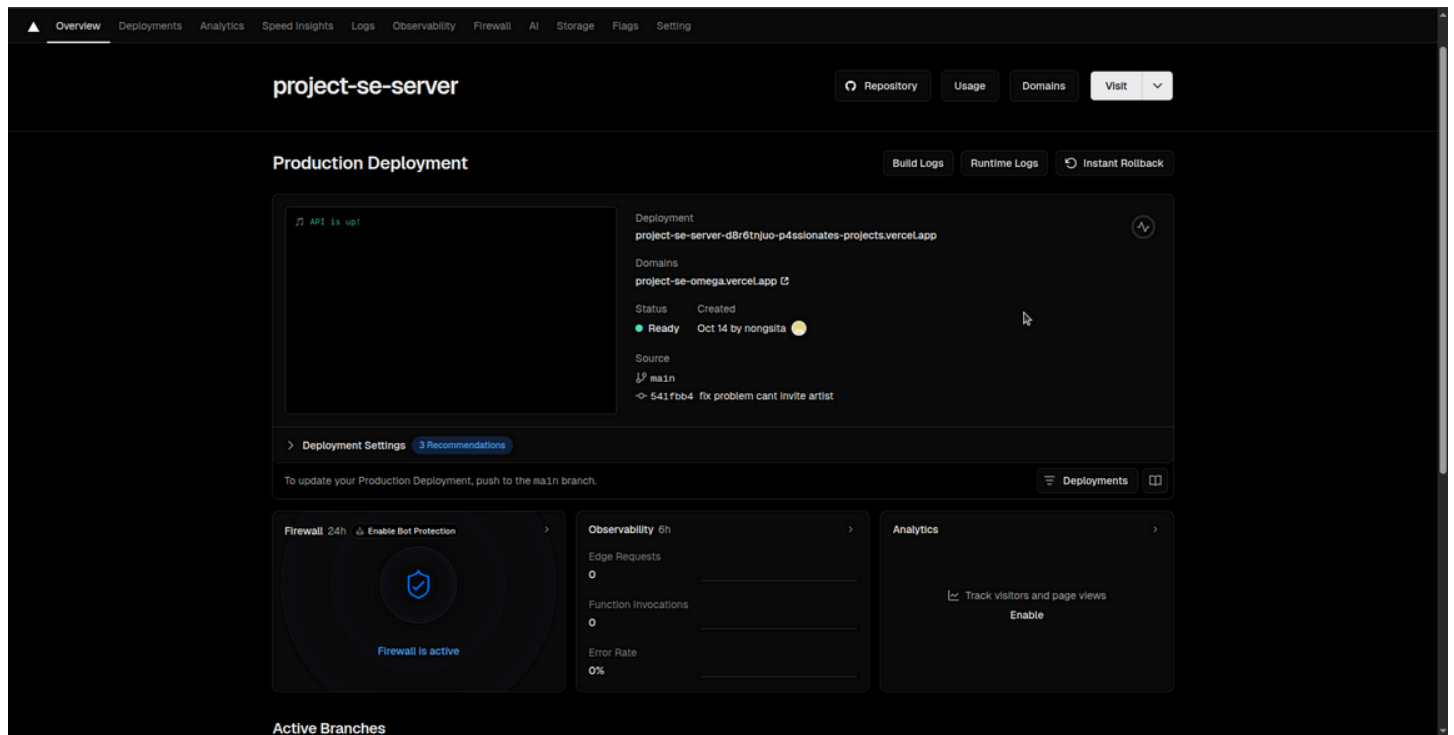 Overview Deployments Analytics Speed Insights Logs Observability Firewall AI Storage Flags Setting
project-se-server
Repository Usage Domains Visit
Production Deployment
Build Logs Runtime Logs Instant Rollback
API is up!
Deployment
project-se-server-d8r6tnjuo-p4ssionates-projects.vercel.app
Domains
project-se-omega.vercel.app
Status Created
Ready Oct 14 by nongsita
Source
main
541fbb4 fix problem cant invite artist
Deployment Settings 3 Recommendations
To update your Production Deployment, push to the main branch.
Deployments
Firewall 24h Enable Bot Protection
Firewall is active
Observability 6h
Edge Requests
0
Function Invocations
0
Error Rate
0%
Analytics
Track visitors and page views
Enable
Active Branches